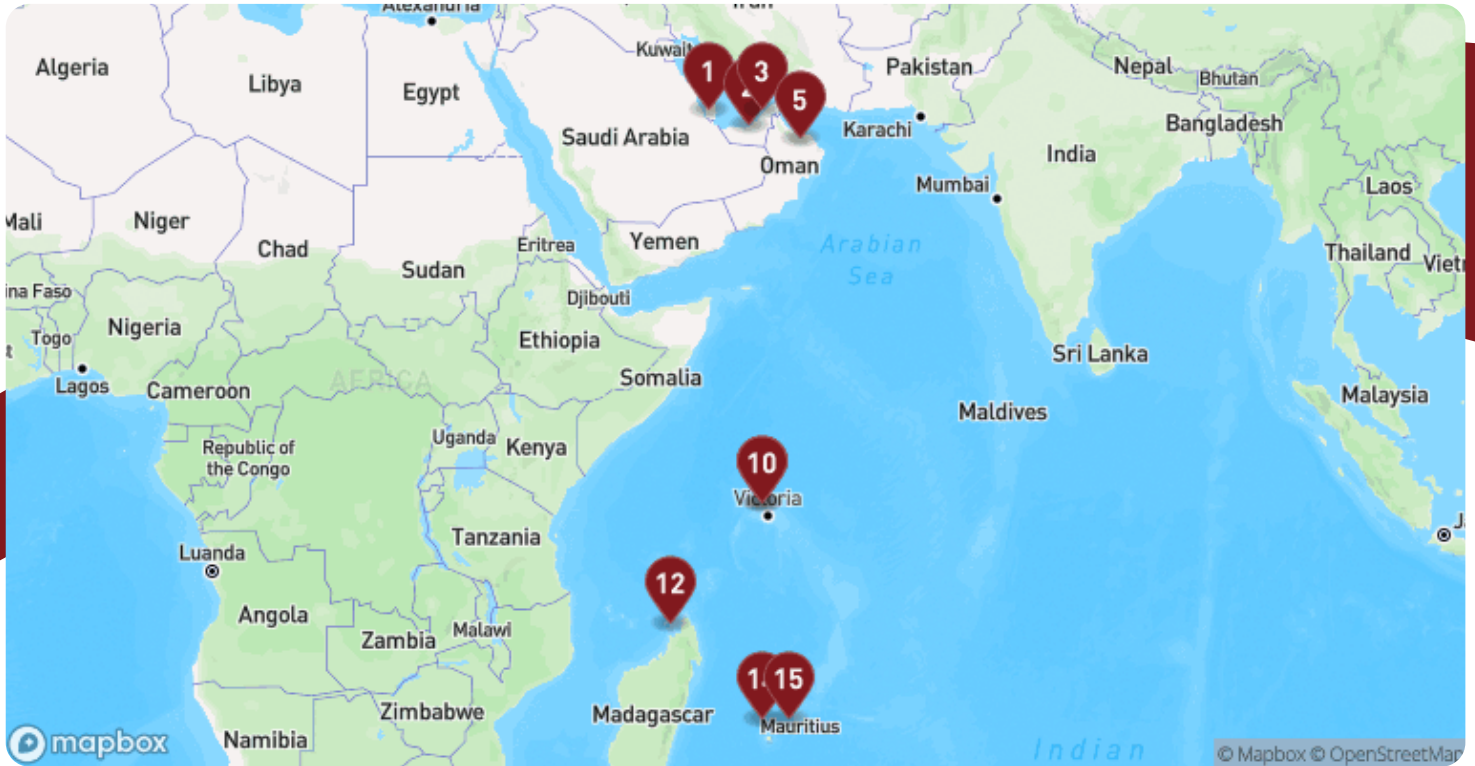 Alexandria
Kuwait
Algeria
Libya
Egypt
Pakistan
Nepal
Bhutan
1
3
5
Saudi Arabia
Karachi
Bangladesh
India
Oman
Mumbai
Laos
Mali
Niger
Chad
Eritrea
Yemen
Arabian
Sea
Sudan
Thailand
Djibouti
Nigeria
Togo
Ethiopia
Sri Lanka
Lagos
Cameroon
AFRICA
Somalia
Malaysia
Maldives
Uganda
Kenya
Republic of
the Congo
10
Victoria
Tanzania
Luanda
12
Angola
Zambia
Malawi
15
Zimbabwe
Madagascar
Mauritius
Namibia
Indian
mapbox
© Mapbox © OpenStreetMap